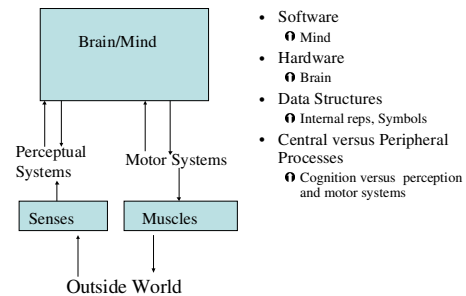 Brain/Mind
Perceptual
Systems
Motor Systems
Senses
Muscles
Outside World
• Software
Mind
• Hardware
Brain
• Data Structures
Internal reps, Symbols
• Central versus Peripheral
Processes
Cognition versus perception
and motor systems